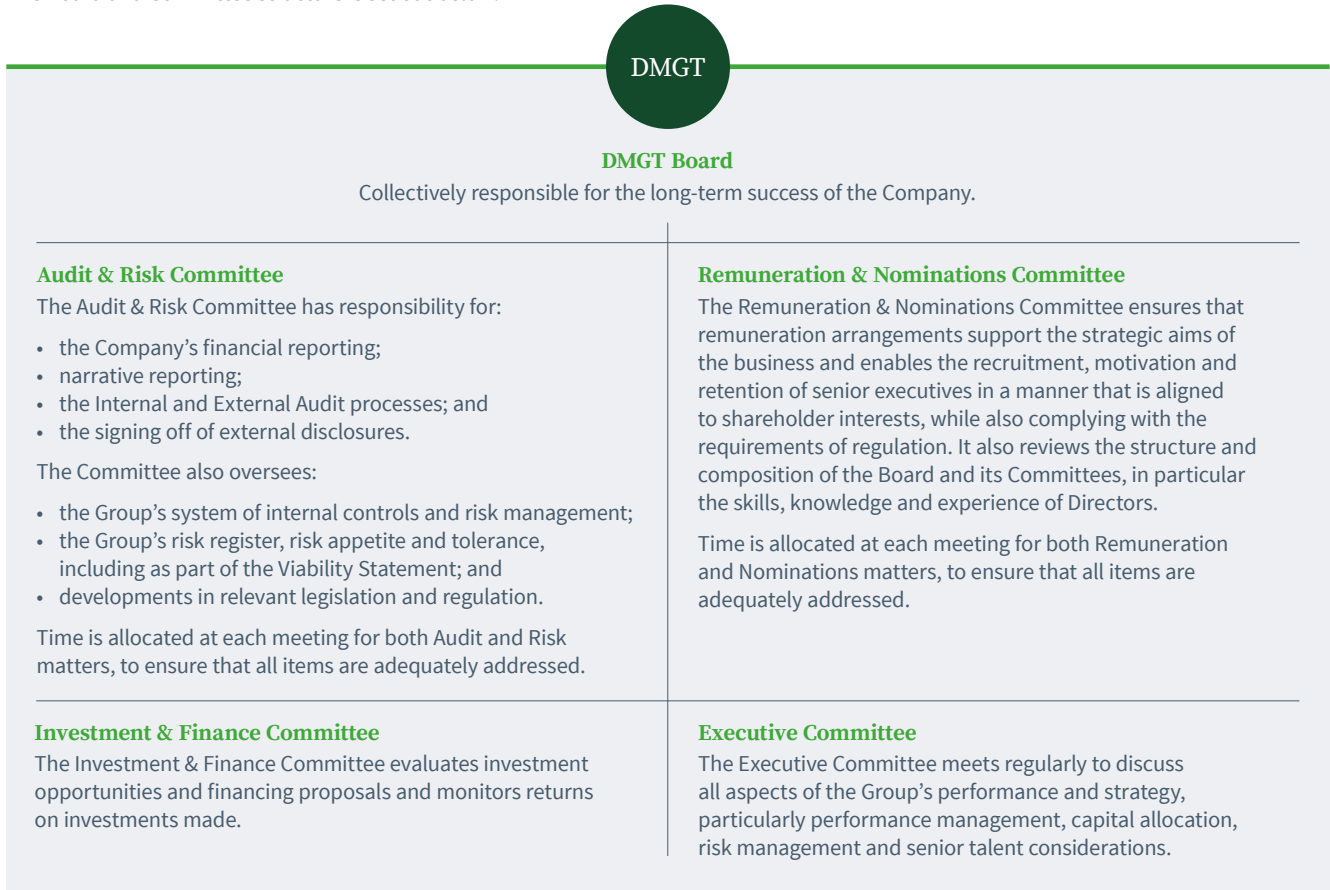 DMGT
DMGT Board
Collectively responsible for the long-term success of the Company.
Audit & Risk Committee
The Audit & Risk Committee has responsibility for:
• the Company’s financial reporting;
• narrative reporting;
• the Internal and External Audit processes; and
• the signing off of external disclosures.
The Committee also oversees:
• the Group’s system of internal controls and risk management;
• the Group’s risk register, risk appetite and tolerance,
including as part of the Viability Statement; and
• developments in relevant legislation and regulation.
Time is allocated at each meeting for both Audit and Risk
matters, to ensure that all items are adequately addressed.
Remuneration & Nominations Committee
The Remuneration & Nominations Committee ensures that
remuneration arrangements support the strategic aims of
the business and enables the recruitment, motivation and
retention of senior executives in a manner that is aligned
to shareholder interests, while also complying with the
requirements of regulation. It also reviews the structure and
composition of the Board and its Committees, in particular
the skills, knowledge and experience of Directors.
Time is allocated at each meeting for both Remuneration
and Nominations matters, to ensure that all items are
adequately addressed.
Investment & Finance Committee
The Investment & Finance Committee evaluates investment
opportunities and financing proposals and monitors returns
on investments made.
Executive Committee
The Executive Committee meets regularly to discuss
all aspects of the Group’s performance and strategy,
particularly performance management, capital allocation,
risk management and senior talent considerations.